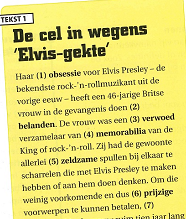 TEKST 1
De cel in wegens
'Elvis-gekte'
Haar (1) obsessie voor Elvis Presley – de
bekendste rock-'n-rollmuzikant uit de
vorige eeuw – heeft een 46-jarige Britse
vrouw in de gevangenis doen (2)
belanden. De vrouw was een (3) verwoed
verzamelaar van (4) memorabilia van de
King of rock-'n-roll. Zij had de gewoonte
allerlei (5) zeldzame spullen bij elkaar te
scharrelen die met Elvis Presley te maken
hebben of aan hem doen denken. Om die
weinig voorkomende en dus (6) prijzige
voorwerpen te kunnen betalen, (7)